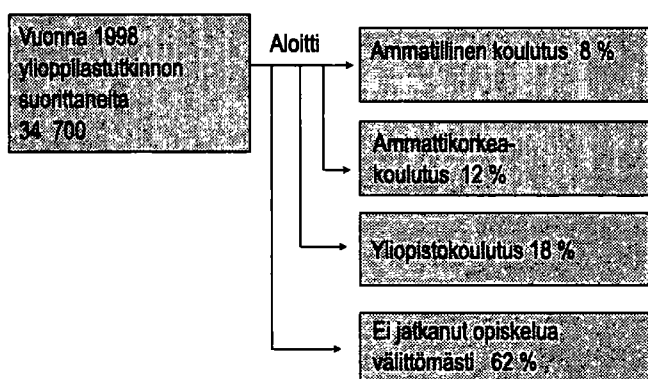 Vuonna 1998
ylioppilastutkinnon
suorittaneita
34 700
Aloitti
Ammatillinen koulutus 8 %
Ammattikorkea-
koulutus 12 %
Yliopistokoulutus 18 %
Ei jatkanut opiskelua
välittömästi 62 %